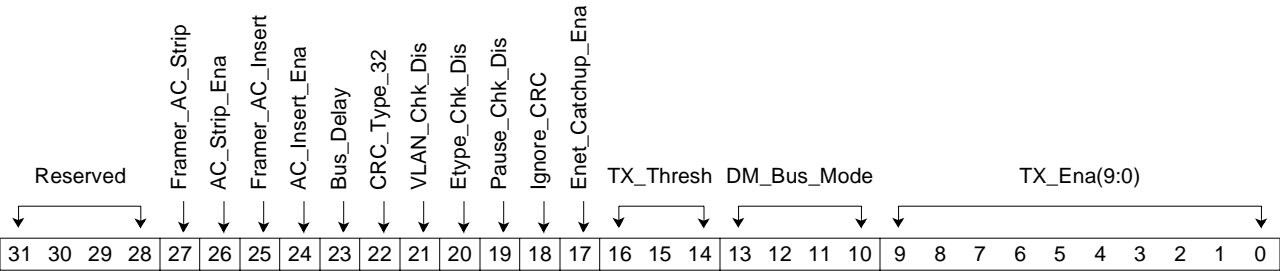 Reserved
Framer_AC_Strip
AC_Strip_Ena
Framer_AC_Insert
AC_Insert_Ena
Bus_Delay
CRC_Type_32
VLAN_Chk_Dis
Etype_Chk_Dis
Pause_Chk_Dis
Ignore_CRC
Enet_Catchup_Ena
TX_Thresh
DM_Bus_Mode
TX_Ena(9:0)
31 30 29 28 27 26 25 24 23 22 21 20 19 18 17 16 15 14 13 12 11 10 9 8 7 6 5 4 3 2 1 0